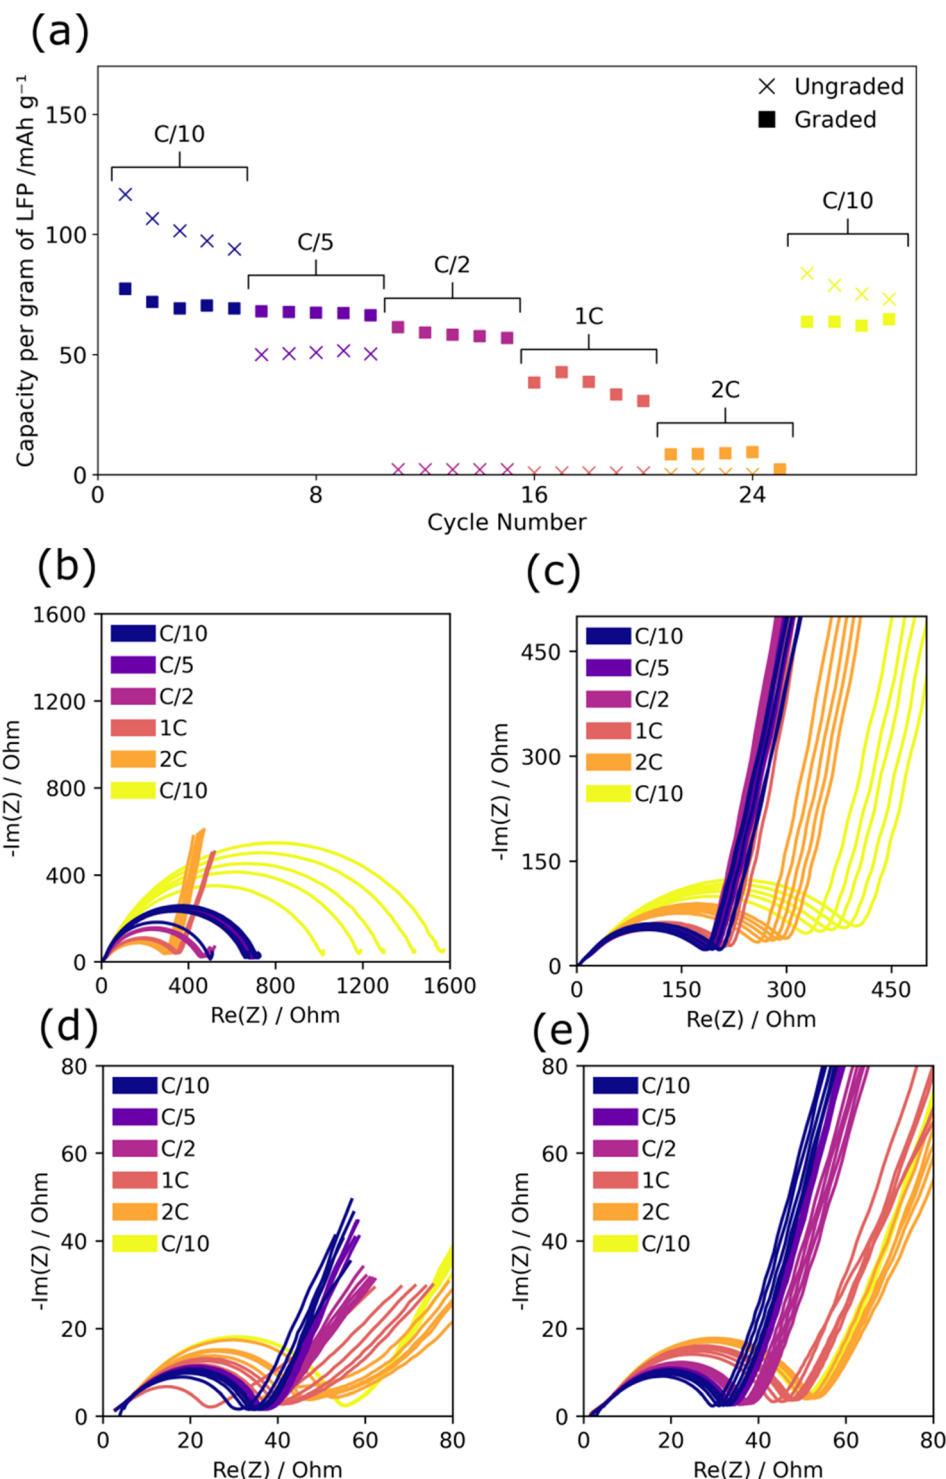 (a)
Capacity per gram of LFP /mAh g⁻¹
150
100
50
0
C/10
C/5
C/2
1C
2C
C/10
Ungraded
Graded
0 8 16 24
Cycle Number
(b)
-Im(Z) / Ohm
1600
1200
800
400
0
C/10
C/5
C/2
1C
2C
C/10
0 400 800 1200 1600
Re(Z) / Ohm
(c)
-Im(Z) / Ohm
450
300
150
0
C/10
C/5
C/2
1C
2C
C/10
0 150 300 450
Re(Z) / Ohm
(d)
-Im(Z) / Ohm
80
60
40
20
0
C/10
C/5
C/2
1C
2C
C/10
0 20 40 60 80
Re(Z) / Ohm
(e)
-Im(Z) / Ohm
80
60
40
20
0
C/10
C/5
C/2
1C
2C
C/10
0 20 40 60 80
Re(Z) / Ohm